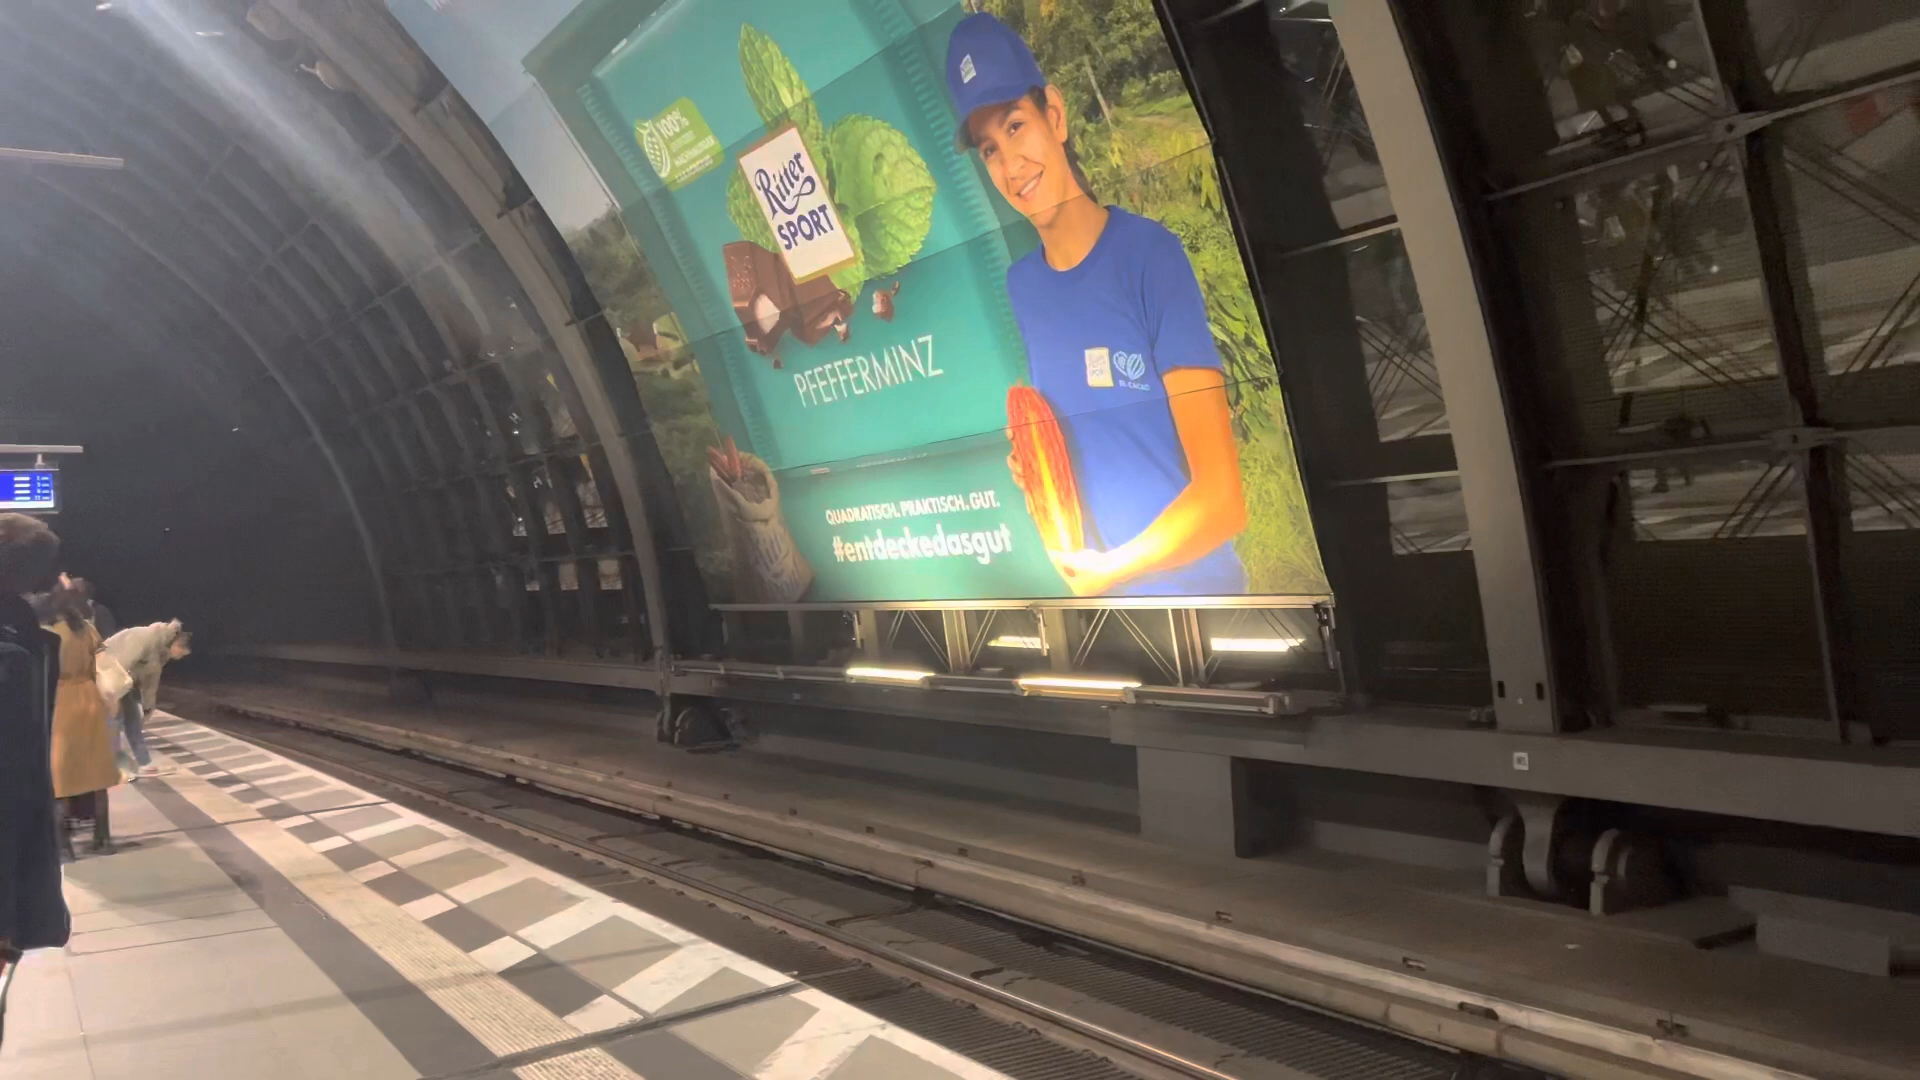 100%
Ritter
SPORT
PFEFFERMINZ
QUADRATISCH. PRAKTISCH. GUT.
#entdeckedasgut